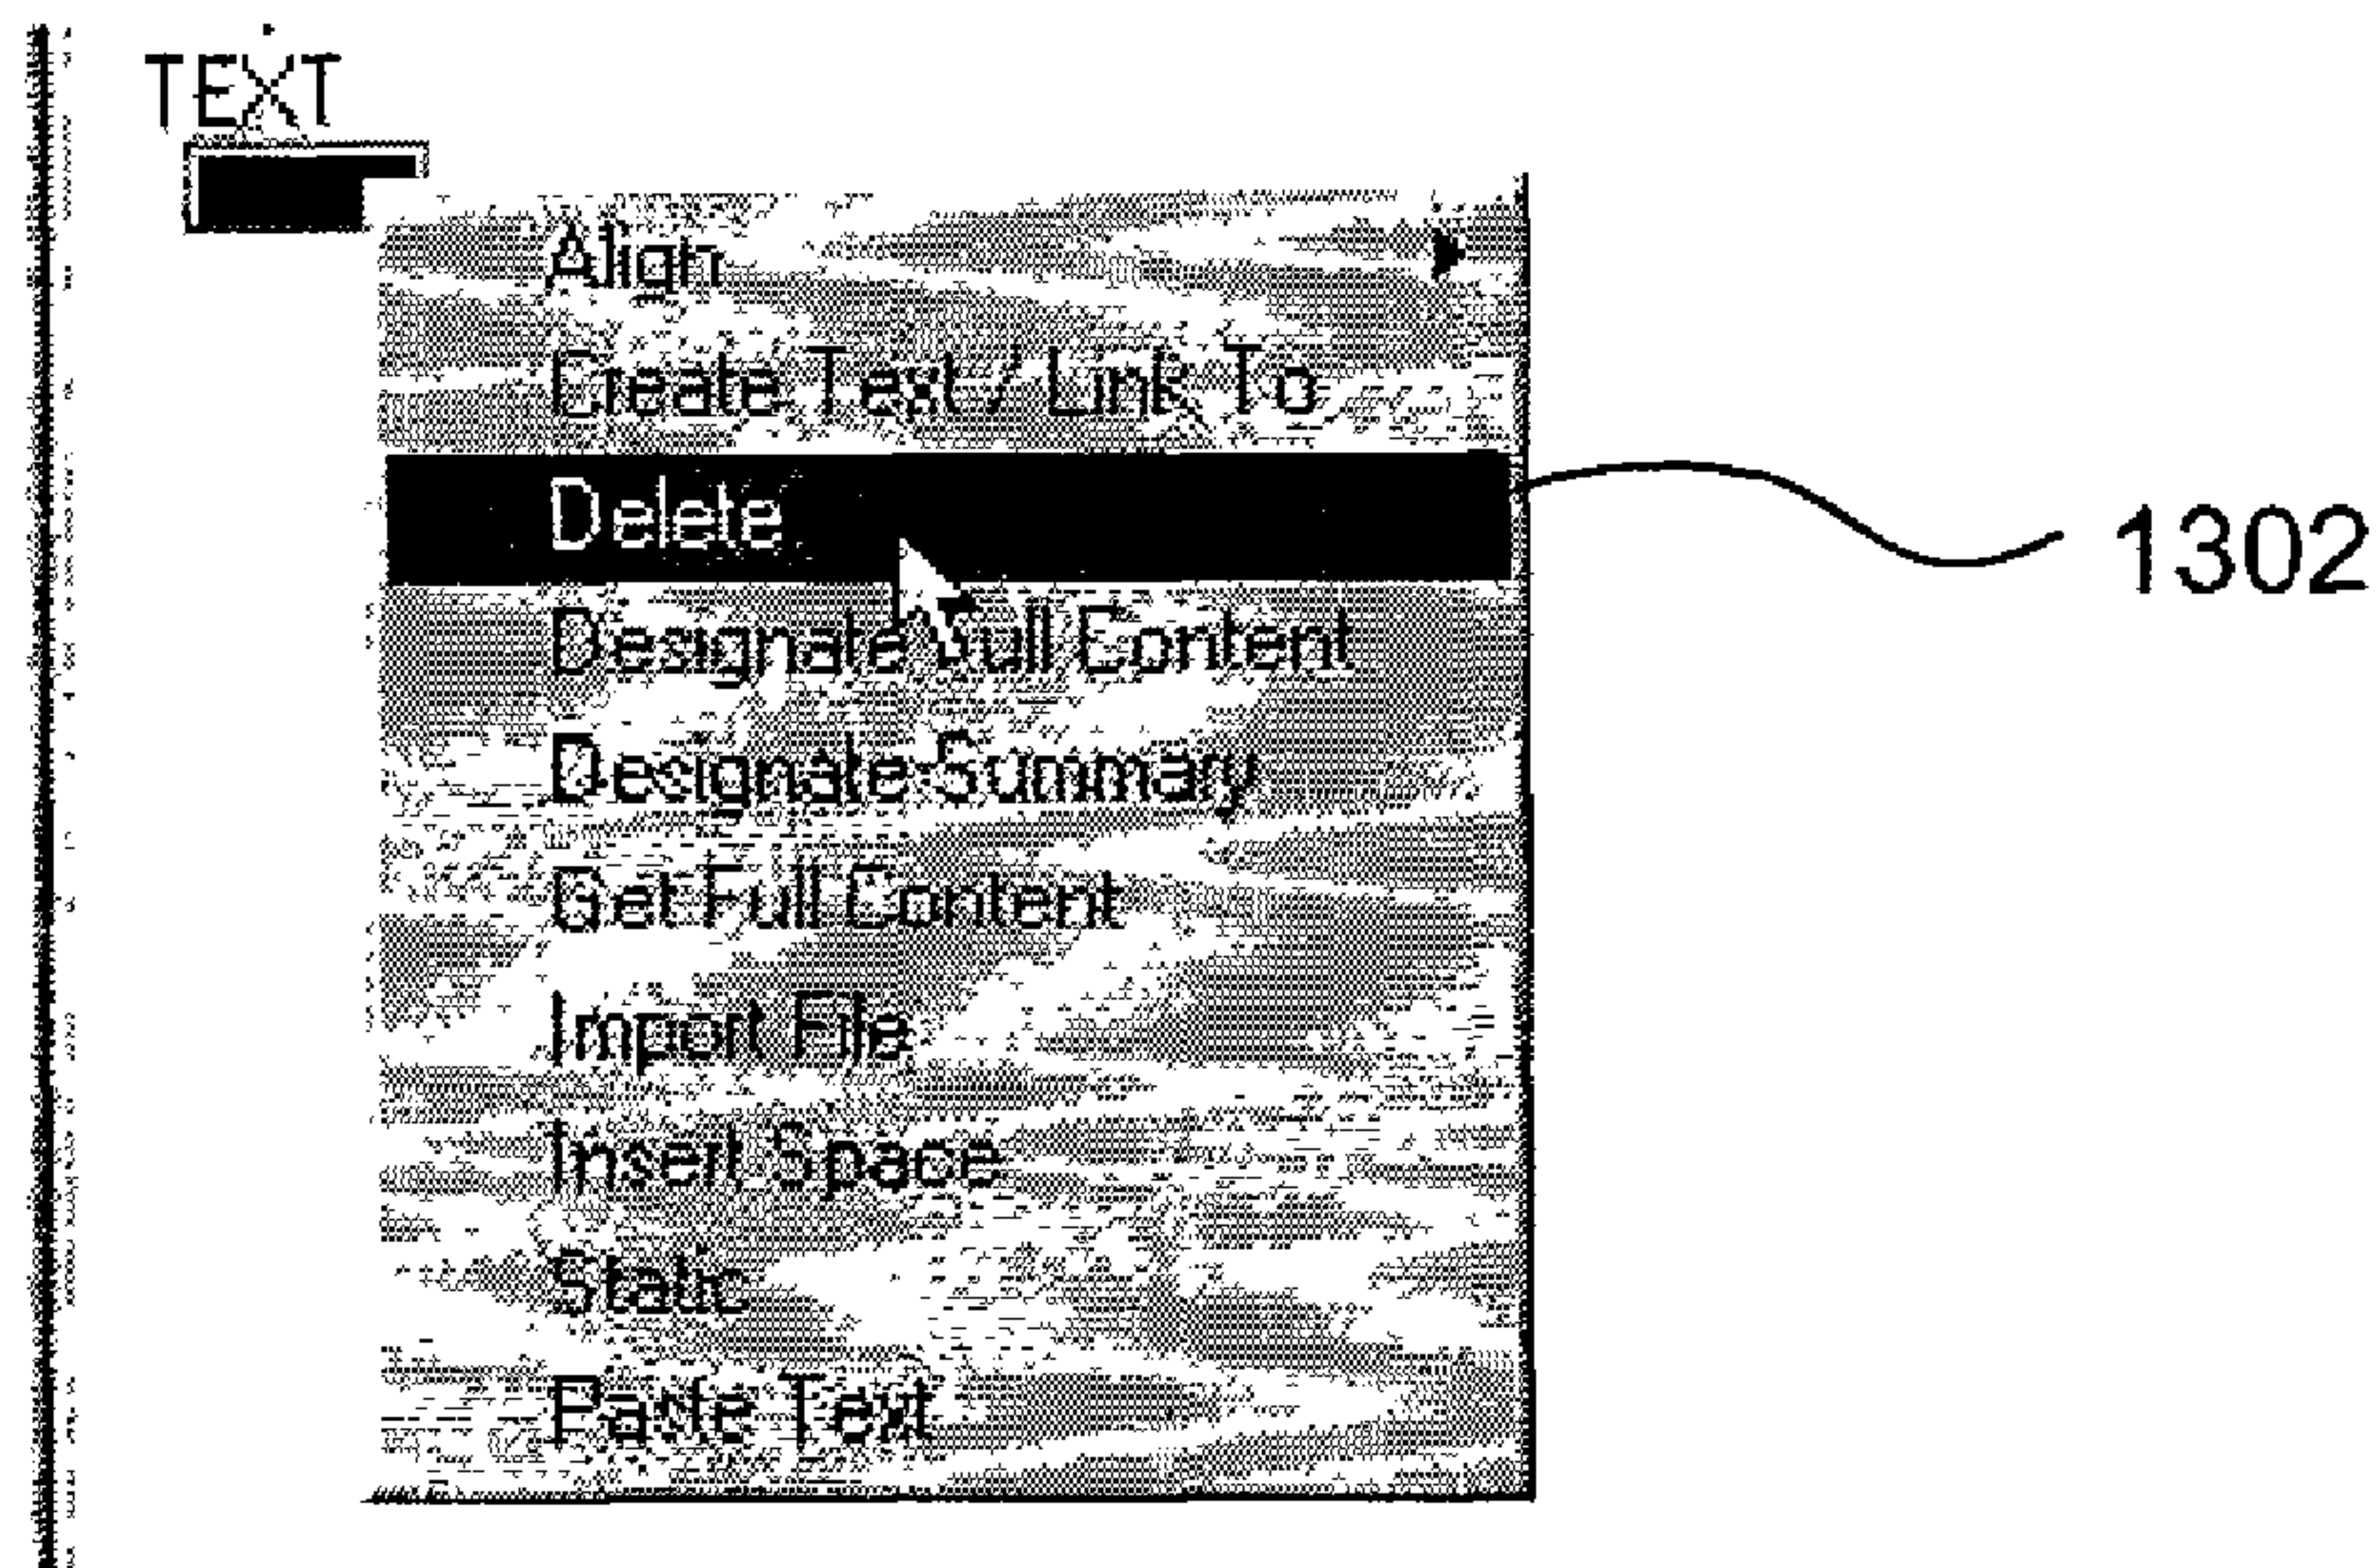 TEXT
Align
Create Text / Link To
Delete
1302
Designate Full Content
Designate Summary
Get Full Content
Import File
Insert Space
Static
Paste Text